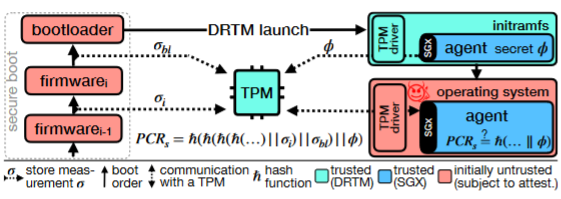 secure boot
bootloader
firmwareᵢ
firmwareᵢ₋₁
DRTM launch
σ_bl
σᵢ
ϕ
TPM
PCRₛ = ℏ(ℏ(ℏ(ℏ(…)||σᵢ)||σ_bl)||ϕ)
initramfs
TPM driver
SGX
agent secret ϕ
operating system
TPM driver
SGX
agent
PCRₛ ≟ ℏ(… || ϕ)
σ store measurement σ
boot order
communication with a TPM
ℏ hash function
trusted (DRTM)
trusted (SGX)
initially untrusted (subject to attest.)